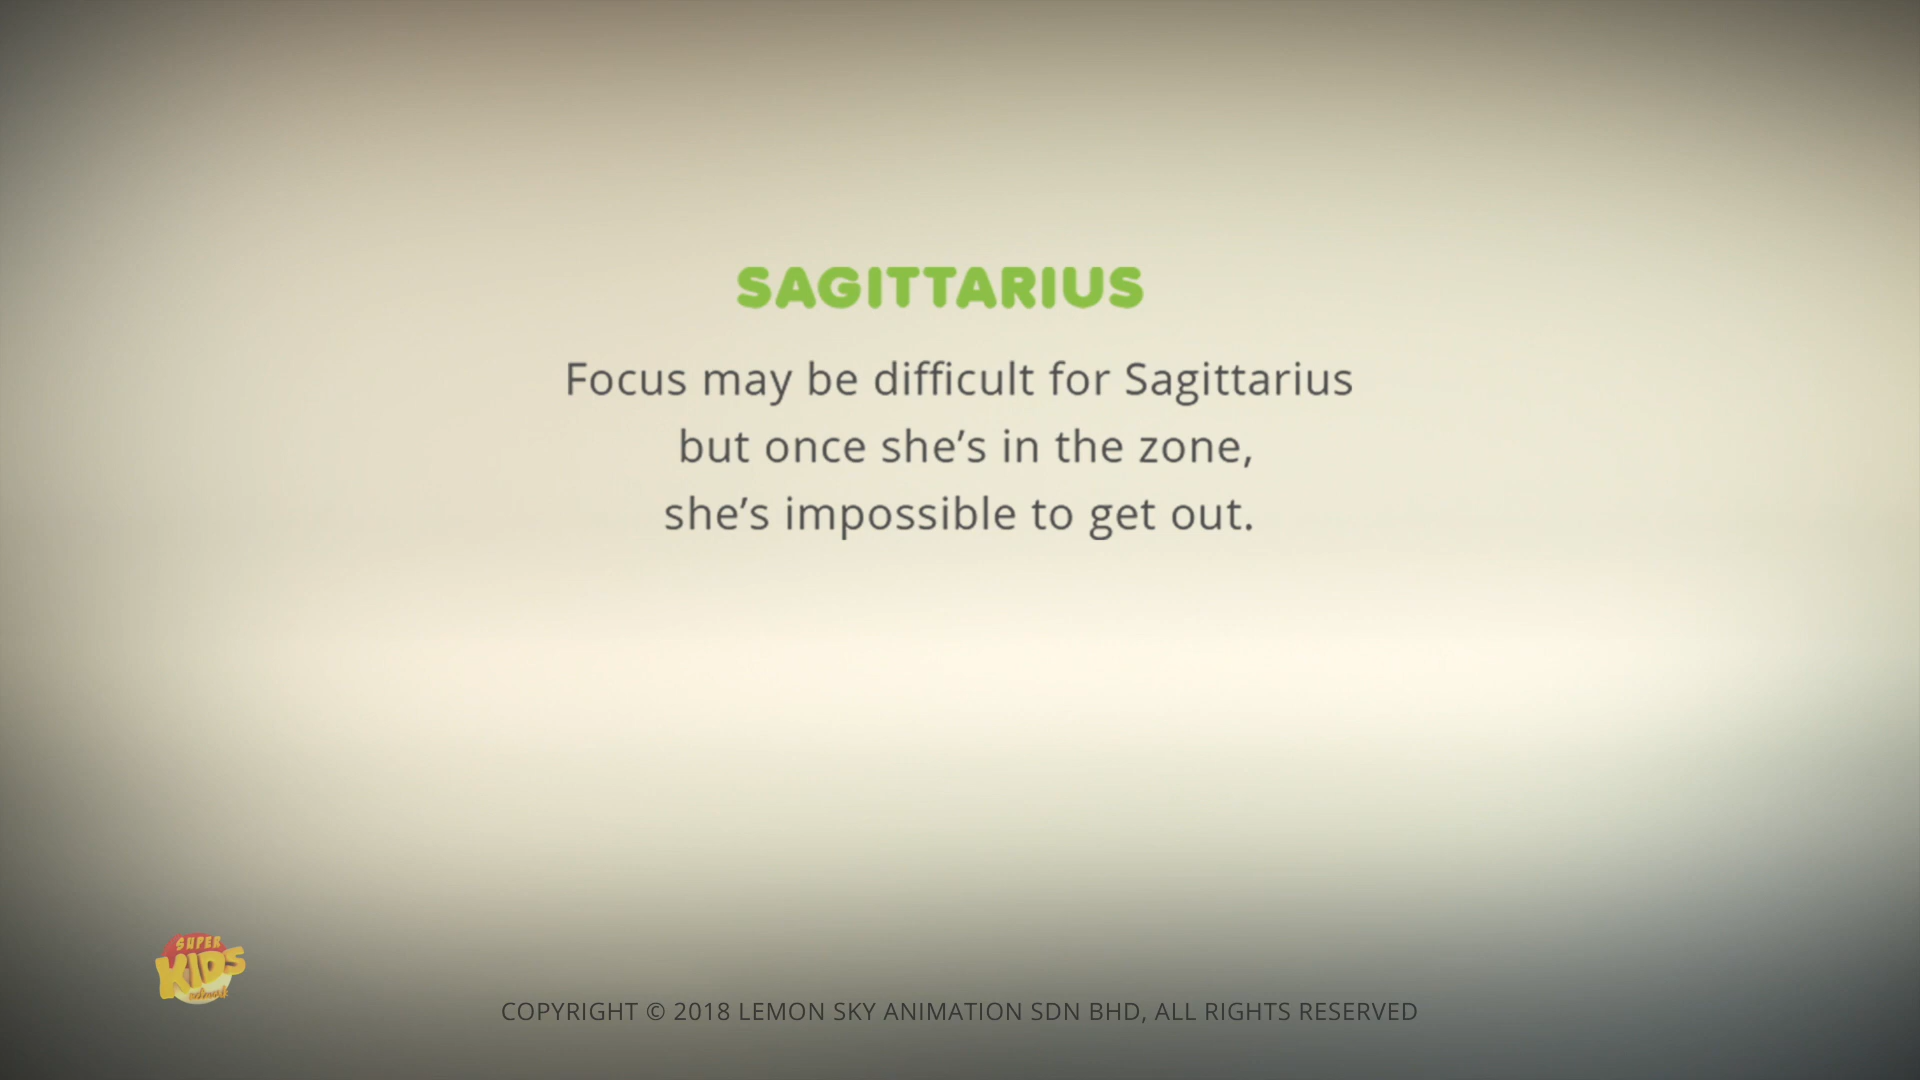 SAGITTARIUS
Focus may be difficult for Sagittarius
but once she’s in the zone,
she’s impossible to get out.
SUPER
KIDS
network
COPYRIGHT © 2018 LEMON SKY ANIMATION SDN BHD, ALL RIGHTS RESERVED